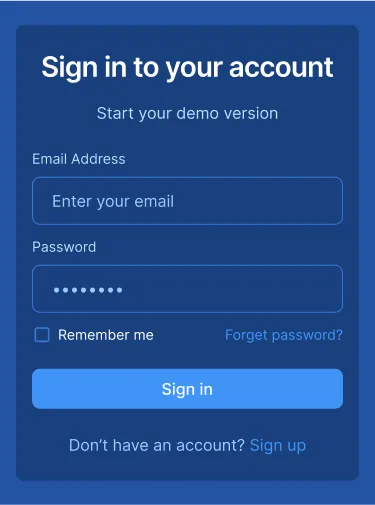 Sign in to your account
Start your demo version
Email Address
Enter your email
Password
••••••••
Remember me Forget password?
Sign in
Don’t have an account? Sign up